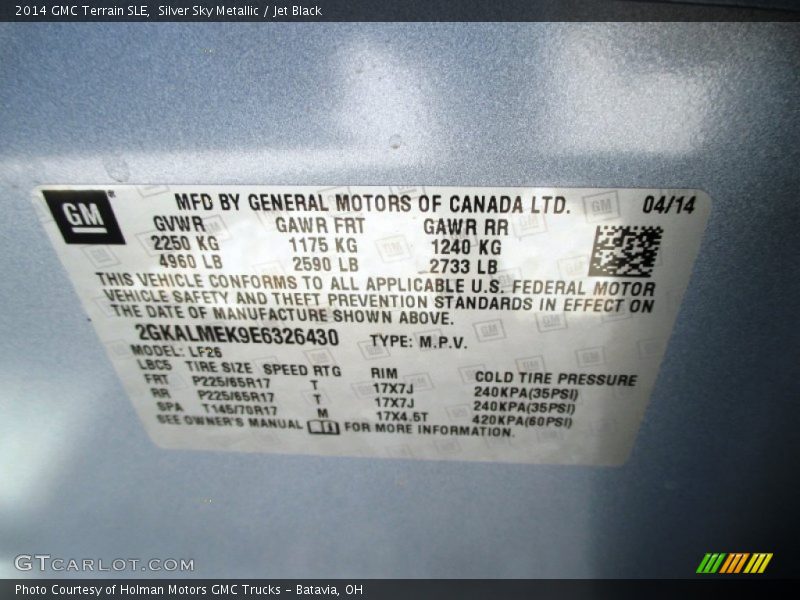 2014 GMC Terrain SLE,  Silver Sky Metallic / Jet Black
GM® MFD BY GENERAL MOTORS OF CANADA LTD. 04/14
GVWR GAWR FRT GAWR RR
2250 KG 1175 KG 1240 KG
4960 LB 2590 LB 2733 LB
THIS VEHICLE CONFORMS TO ALL APPLICABLE U.S. FEDERAL MOTOR
VEHICLE SAFETY AND THEFT PREVENTION STANDARDS IN EFFECT ON
THE DATE OF MANUFACTURE SHOWN ABOVE.
2GKALMEK9E6326430 TYPE: M.P.V.
MODEL: LF26
LBC5 TIRE SIZE SPEED RTG RIM COLD TIRE PRESSURE
FRT P225/65R17 T 17X7J 240KPA(35PSI)
RR P225/65R17 T 17X7J 240KPA(35PSI)
SPA T145/70R17 M 17X4.5T 420KPA(60PSI)
SEE OWNER'S MANUAL FOR MORE INFORMATION.
GTCARLOT.COM
Photo Courtesy of Holman Motors GMC Trucks - Batavia, OH